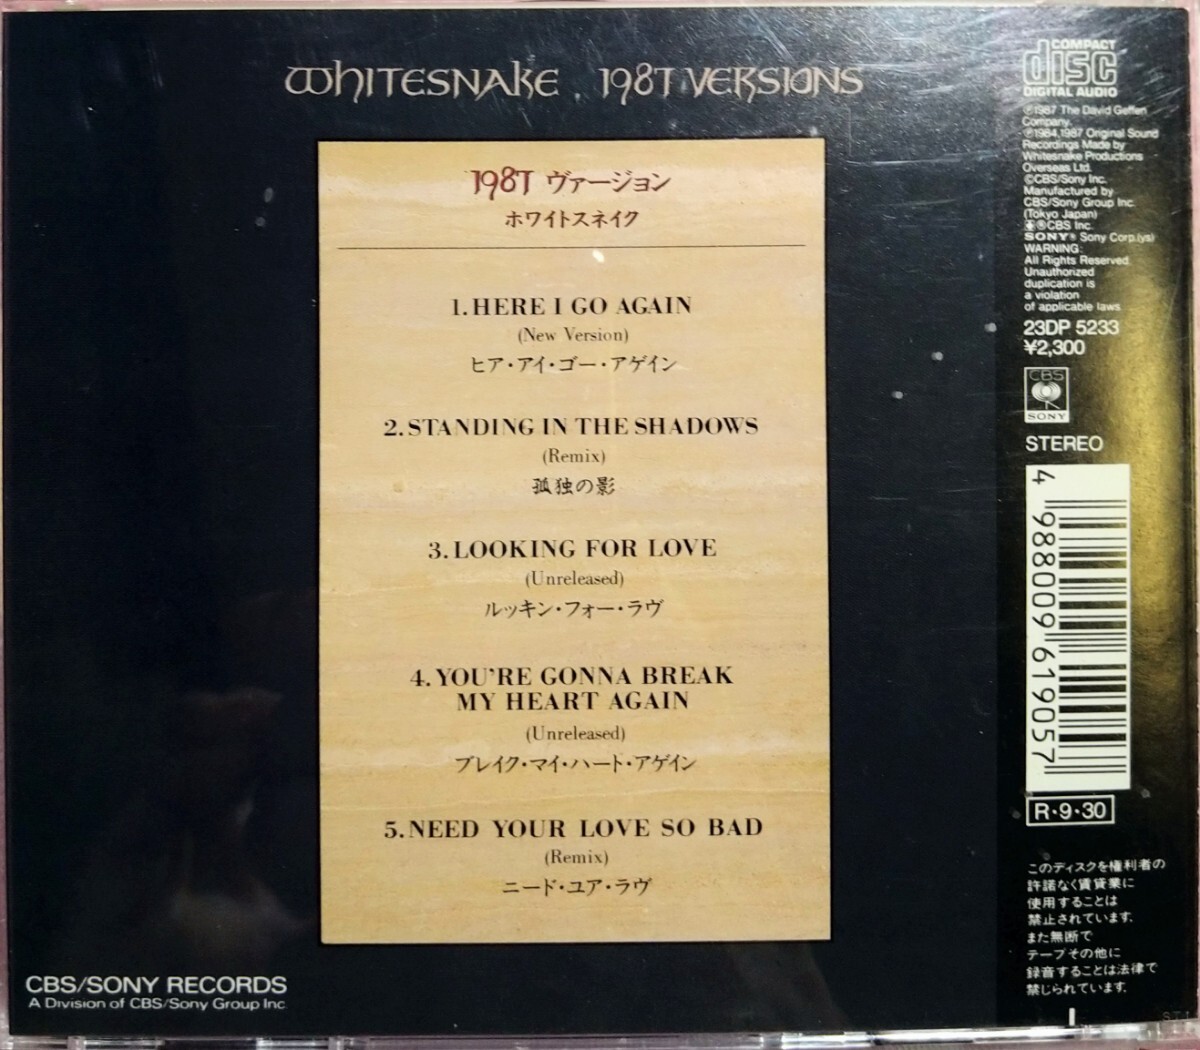 WHITESNAKE 1987 VERSIONS
1987 ヴァージョン
ホワイトスネイク
1. HERE I GO AGAIN
(New Version)
ヒア・アイ・ゴー・アゲイン
2. STANDING IN THE SHADOWS
(Remix)
孤独の影
3. LOOKING FOR LOVE
(Unreleased)
ルッキン・フォー・ラヴ
4. YOU'RE GONNA BREAK
MY HEART AGAIN
(Unreleased)
ブレイク・マイ・ハート・アゲイン
5. NEED YOUR LOVE SO BAD
(Remix)
ニード・ユア・ラヴ
CBS/SONY RECORDS
A Division of CBS/Sony Group Inc.
COMPACT
disc
DIGITAL AUDIO
℗1987 The David Geffen
Company.
℗1984,1987 Original Sound
Recordings Made by
Whitesnake Productions
Overseas Ltd.
©CBS/Sony Inc.
Manufactured by
CBS/Sony Group Inc.
(Tokyo Japan)
®CBS Inc.
SONY® Sony Corp.(ys)
WARNING:
All Rights Reserved.
Unauthorized
duplication is
a violation
of applicable laws.
23DP 5233
¥2,300
CBS
SONY
STEREO
4 988009 619057
R・9・30
このディスクを権利者の
許諾なく賃貸業に
使用することは
禁止されています。
また無断で
テープその他に
録音することは法律で
禁じられています。